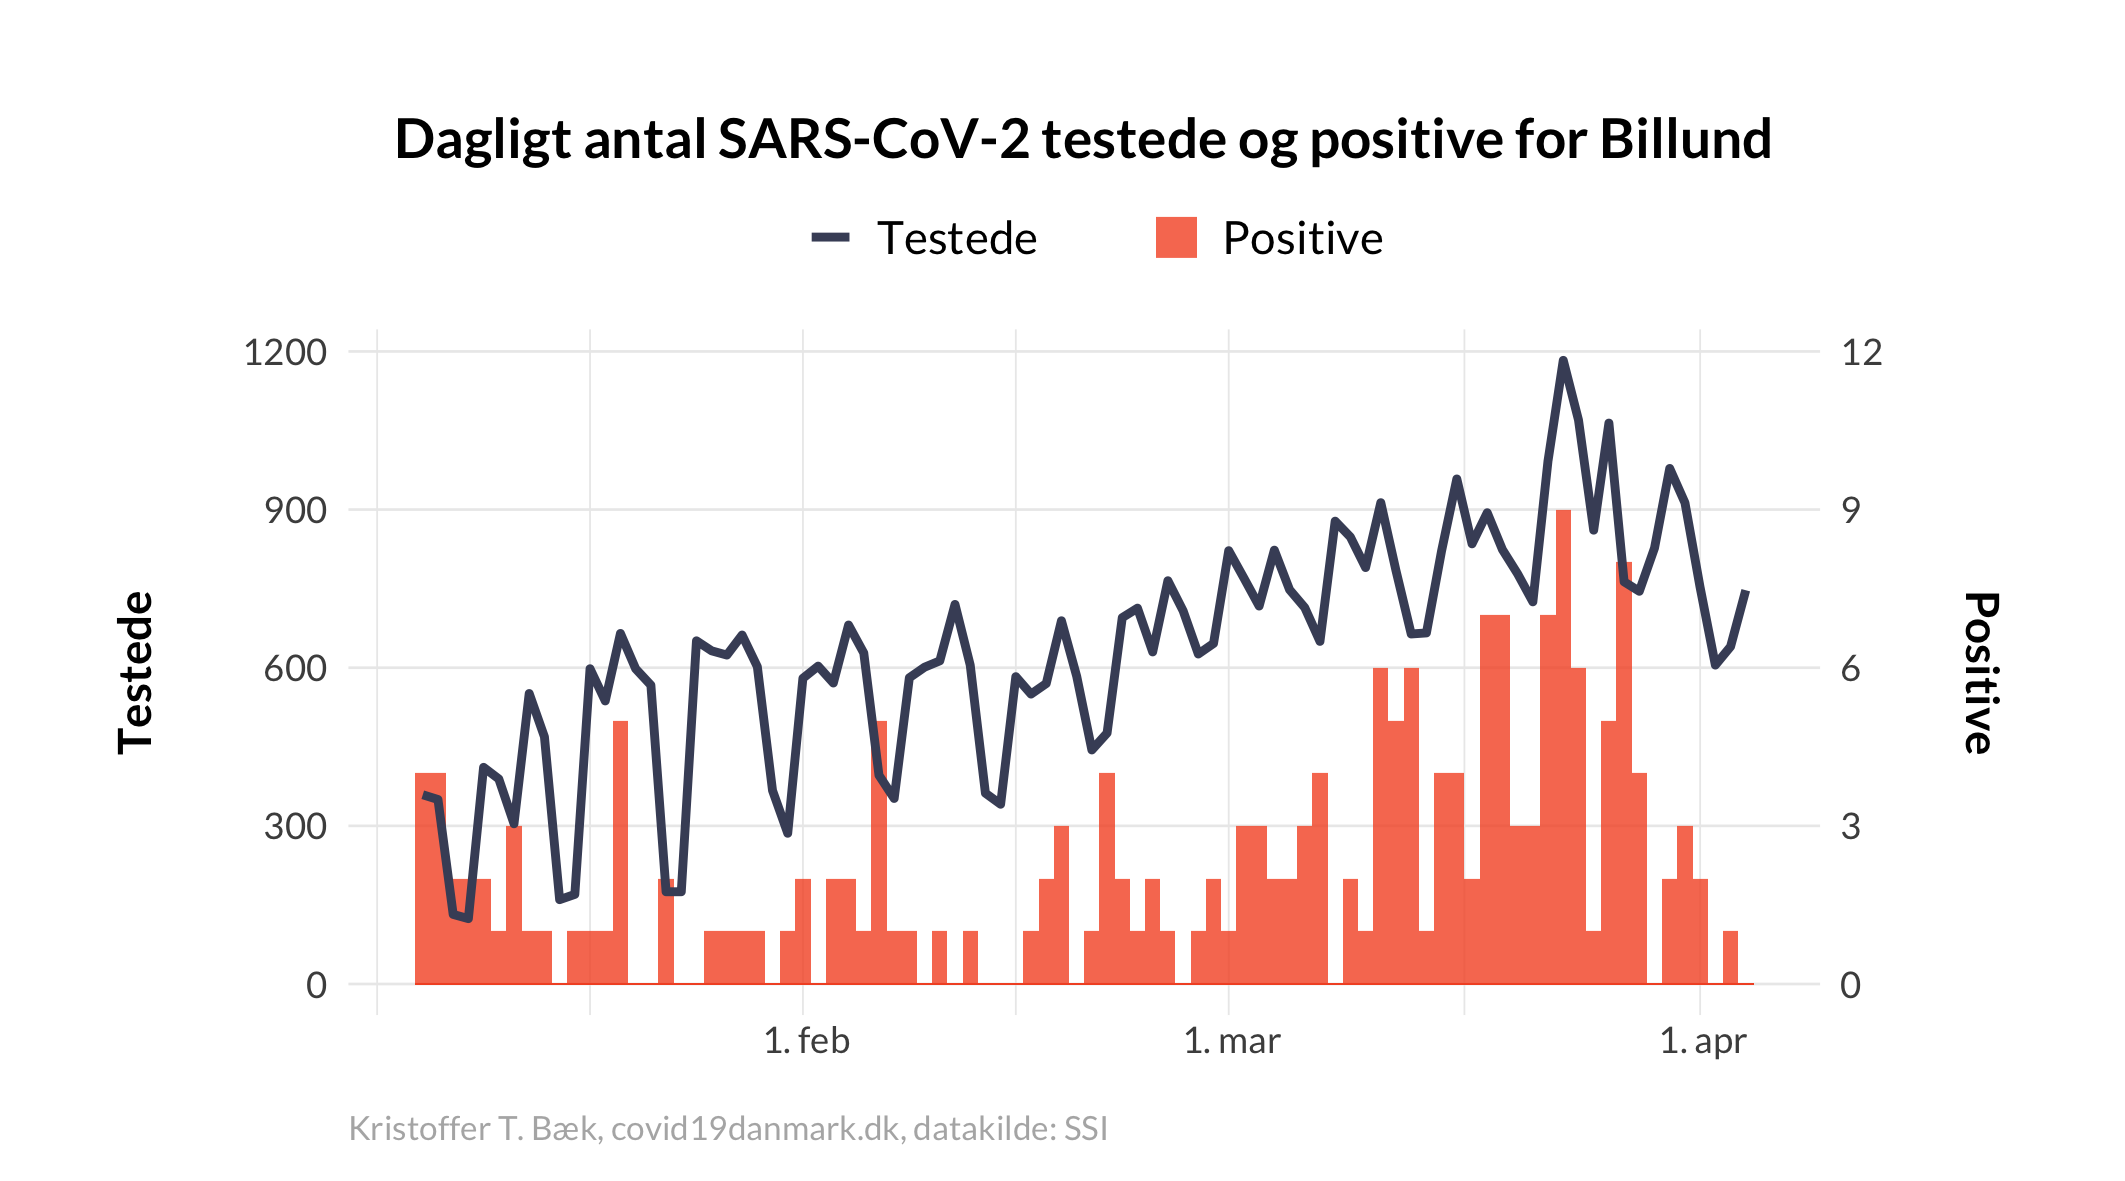 Dagligt antal SARS-CoV-2 testede og positive for Billund
Testede Positive
1200 12
900 9
600 6
300 3
0 0
Testede
Positive
1. feb 1. mar 1. apr
Kristoffer T. Bæk, covid19danmark.dk, datakilde: SSI